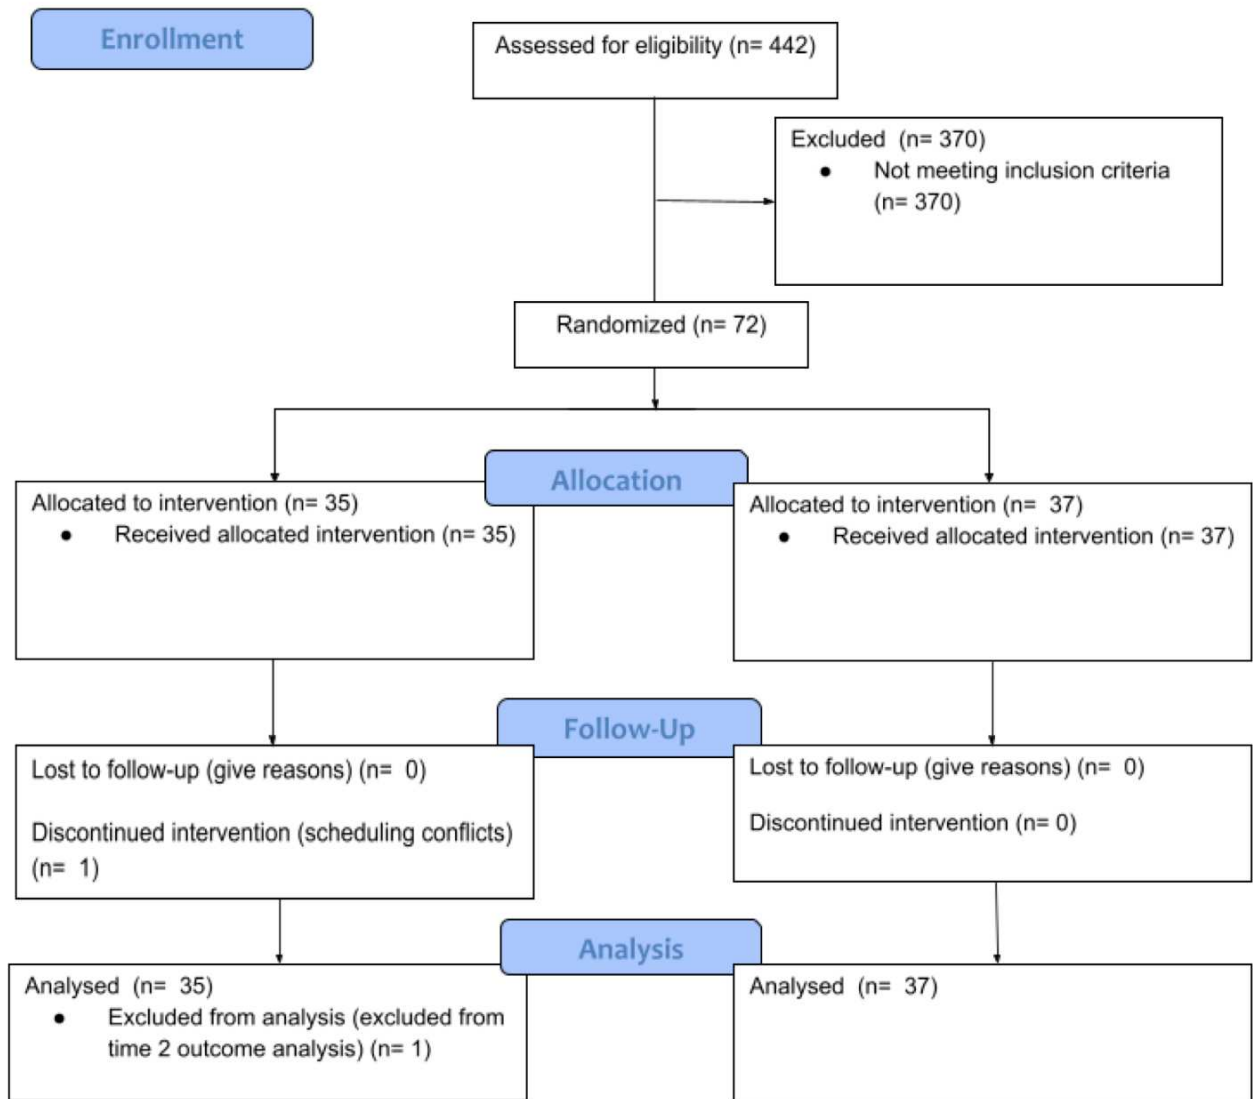 Enrollment
Assessed for eligibility (n= 442)
Excluded  (n= 370)
●  Not meeting inclusion criteria
(n= 370)
Randomized (n= 72)
Allocation
Allocated to intervention (n= 35)
●  Received allocated intervention (n= 35)
Allocated to intervention (n=  37)
●  Received allocated intervention (n= 37)
Follow-Up
Lost to follow-up (give reasons) (n=  0)
Discontinued intervention (scheduling conflicts)
(n=  1)
Lost to follow-up (give reasons) (n=  0)
Discontinued intervention (n= 0)
Analysis
Analysed  (n=  35)
●  Excluded from analysis (excluded from
time 2 outcome analysis) (n= 1)
Analysed  (n=  37)